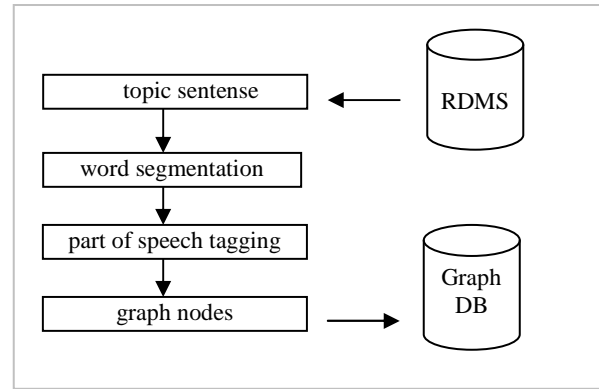 topic sentense
RDMS
word segmentation
part of speech tagging
graph nodes
Graph
DB